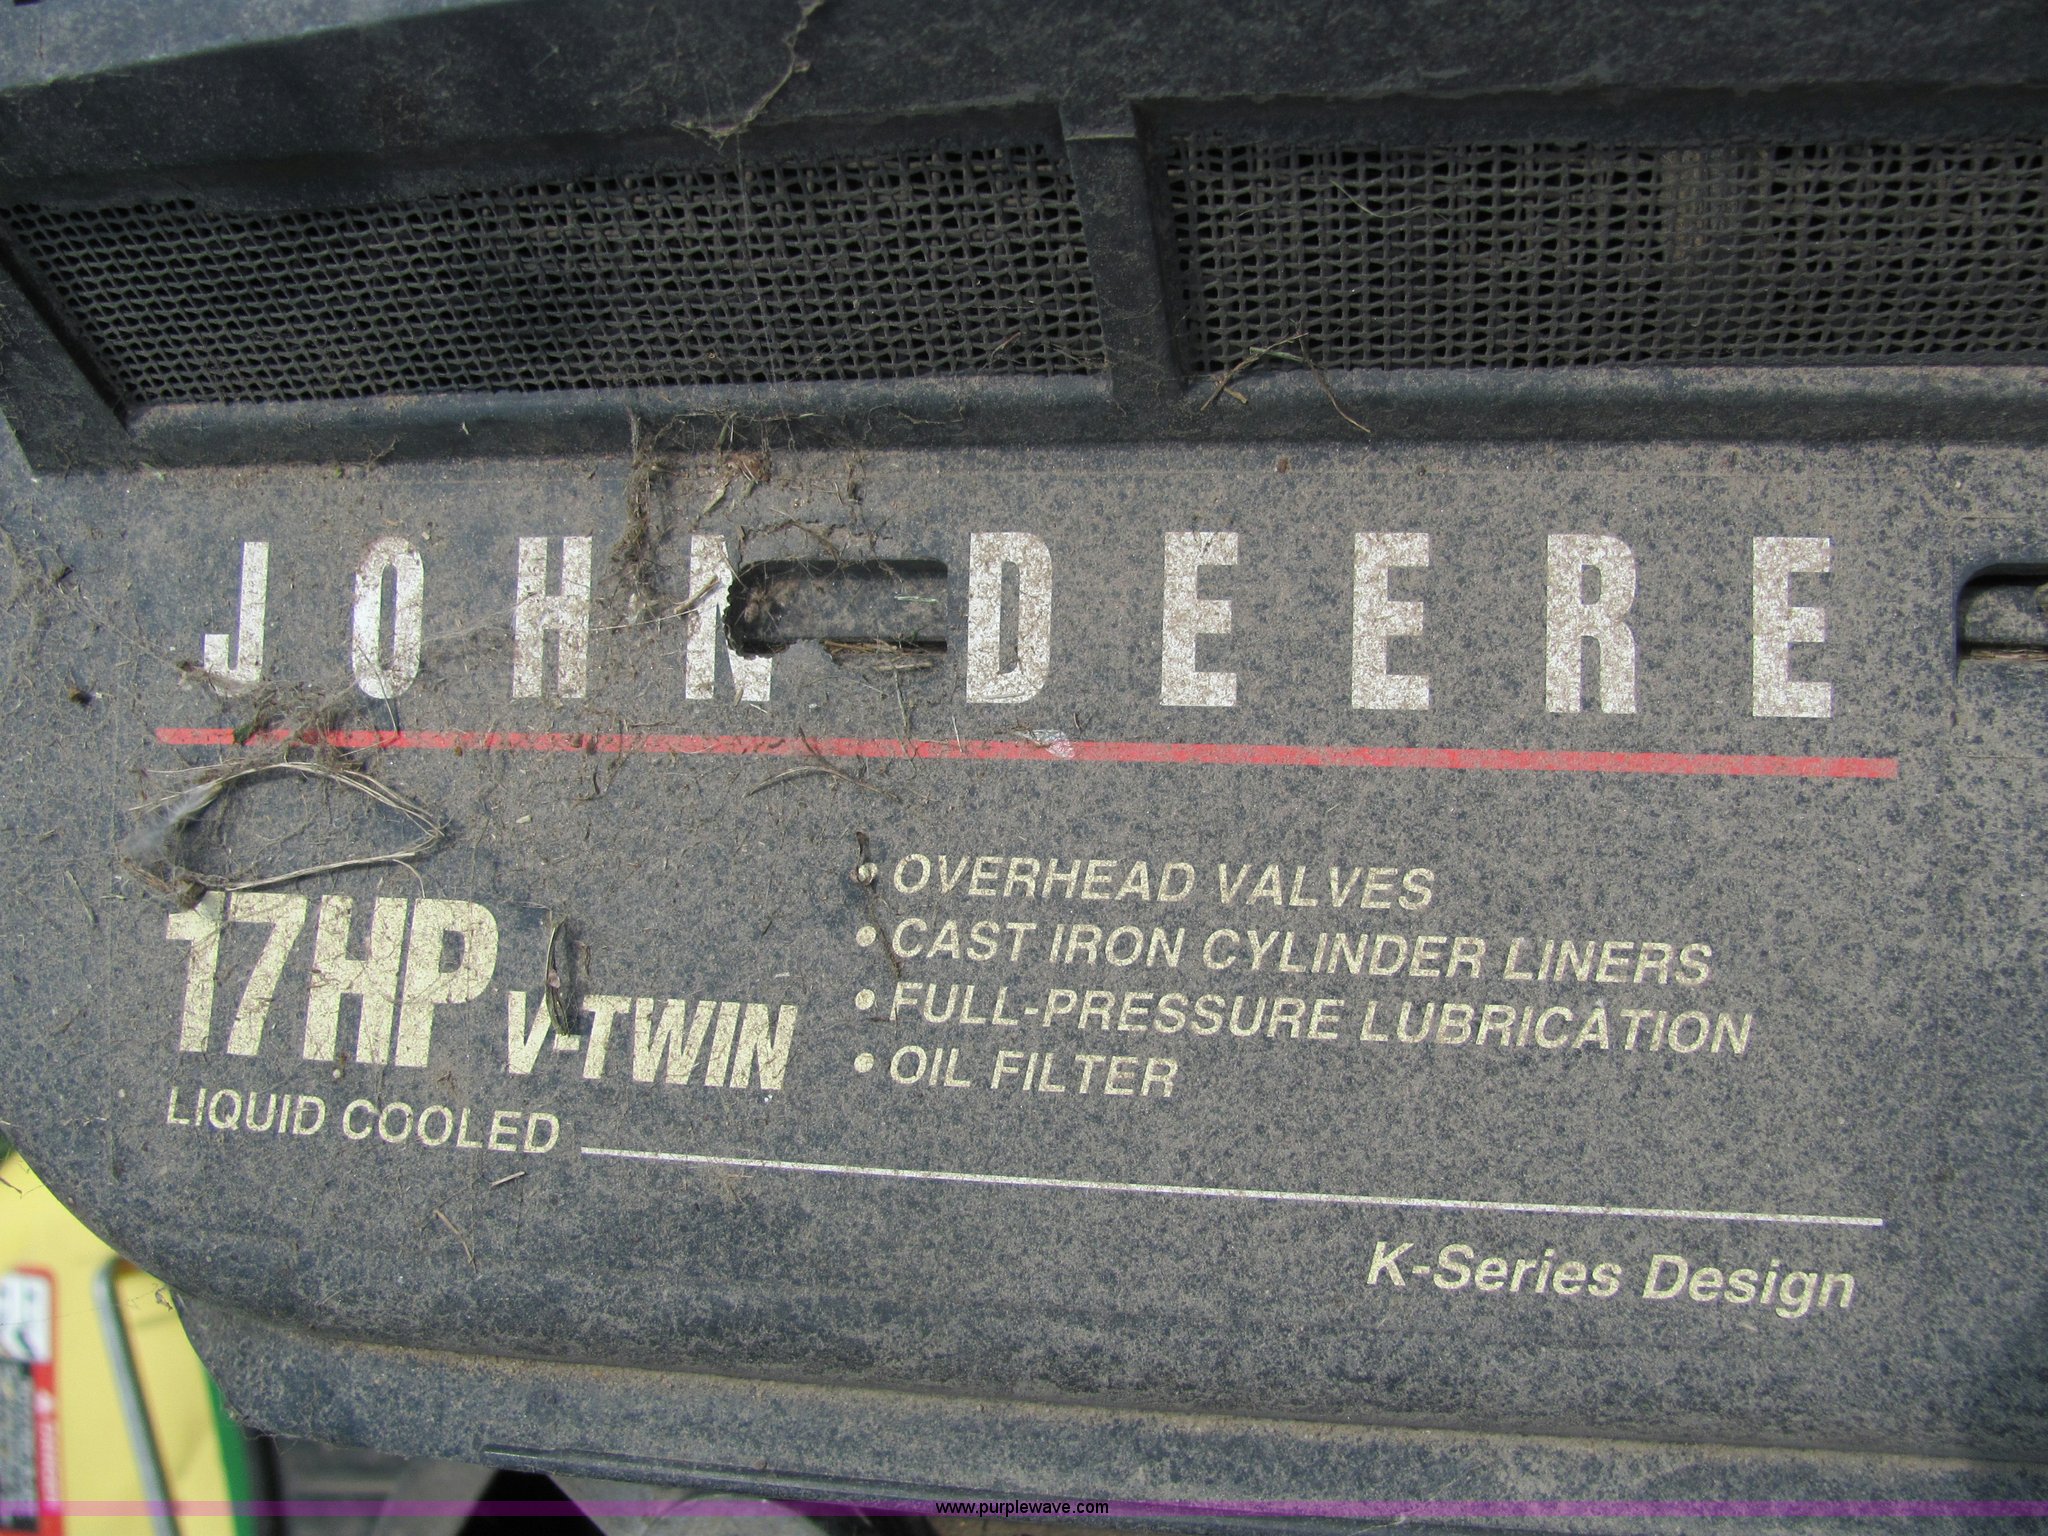 JOHN DEERE
17HP V-TWIN
LIQUID COOLED
• OVERHEAD VALVES
• CAST IRON CYLINDER LINERS
• FULL-PRESSURE LUBRICATION
• OIL FILTER
K-Series Design
www.purplewave.com